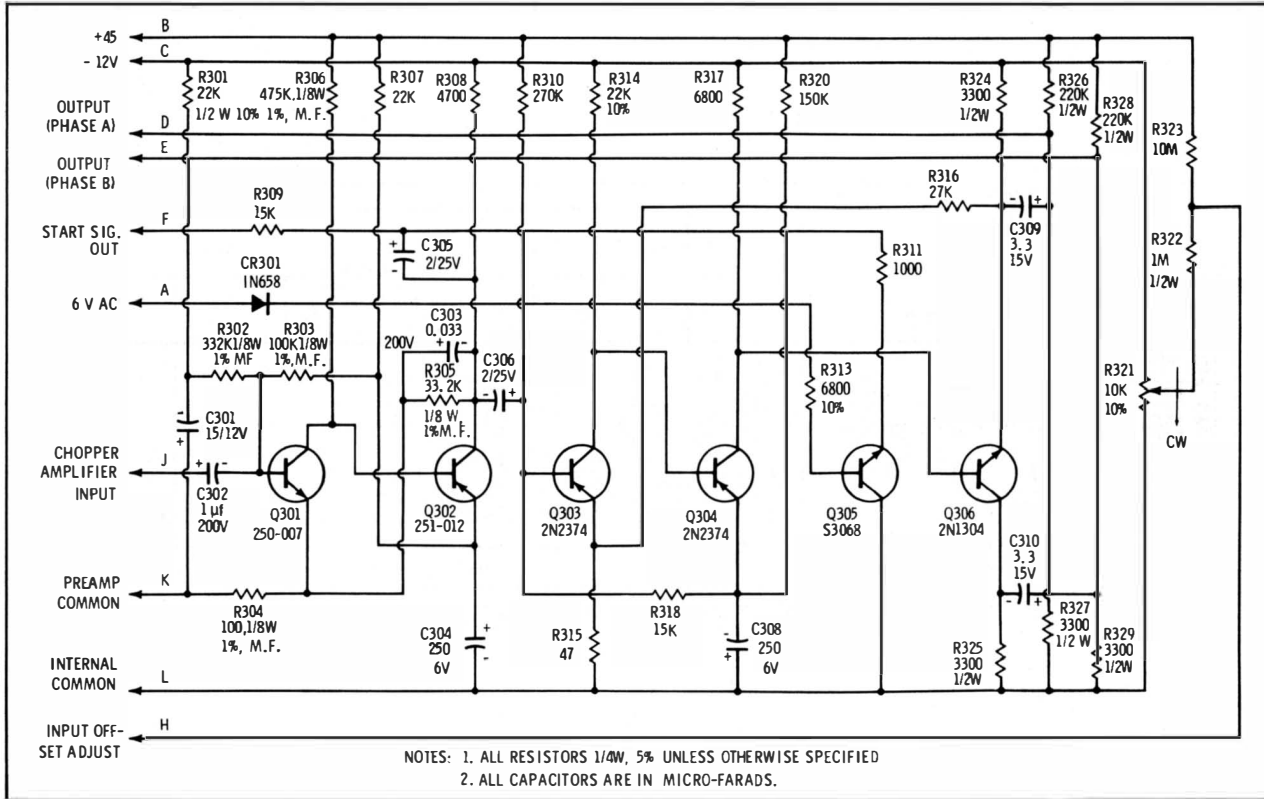 +45
B
- 12V
C
OUTPUT
(PHASE A)
D
OUTPUT
(PHASE B)
E
START SIG.
OUT
F
6 V AC
A
CHOPPER
AMPLIFIER
INPUT
J
PREAMP
COMMON
K
INTERNAL
COMMON
L
INPUT OFF-
SET ADJUST
H
R301
22K
1/2 W 10%
R306
475K,1/8W
1%, M.F.
R307
22K
R308
4700
R310
270K
R314
22K
10%
R317
6800
R320
150K
R324
3300
1/2W
R326
220K
1/2W
R328
220K
1/2W
R323
10M
R309
15K
C305
2/25V
R316
27K
C309
3.3
15V
R311
1000
R322
1M
1/2W
CR301
IN658
R302
332K1/8W
1% MF
R303
100K1/8W
1%,M.F.
200V
C303
0.033
R305
33.2K
1/8 W
1%M.F.
C306
2/25V
R313
6800
10%
R321
10K
10%
CW
C301
15/12V
C302
1 µf
200V
Q301
250-007
Q302
251-012
Q303
2N2374
Q304
2N2374
Q305
S3068
Q306
2N1304
C310
3.3
15V
R304
100,1/8W
1%, M.F.
C304
250
6V
R315
47
R318
15K
C308
250
6V
R325
3300
1/2W
R327
3300
1/2 W
R329
3300
1/2W
NOTES: 1. ALL RESISTORS 1/4W, 5% UNLESS OTHERWISE SPECIFIED
2. ALL CAPACITORS ARE IN MICRO-FARADS.